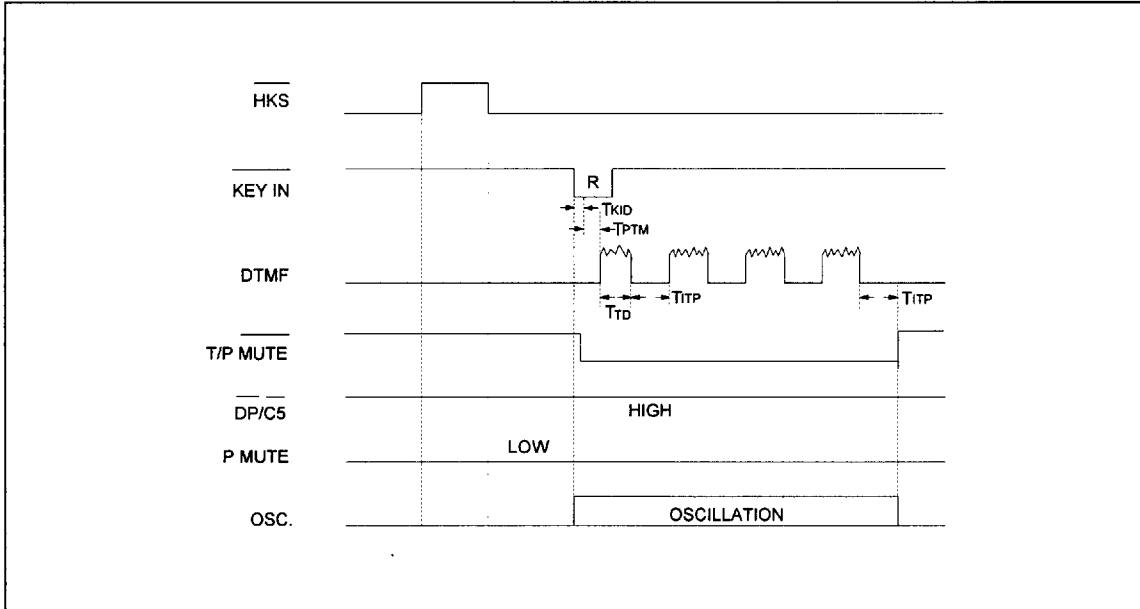 HKS
KEY IN
R
TKID
TPTM
DTMF
TTD
TITP
TITP
T/P MUTE
DP/C5
HIGH
P MUTE
LOW
OSC.
OSCILLATION